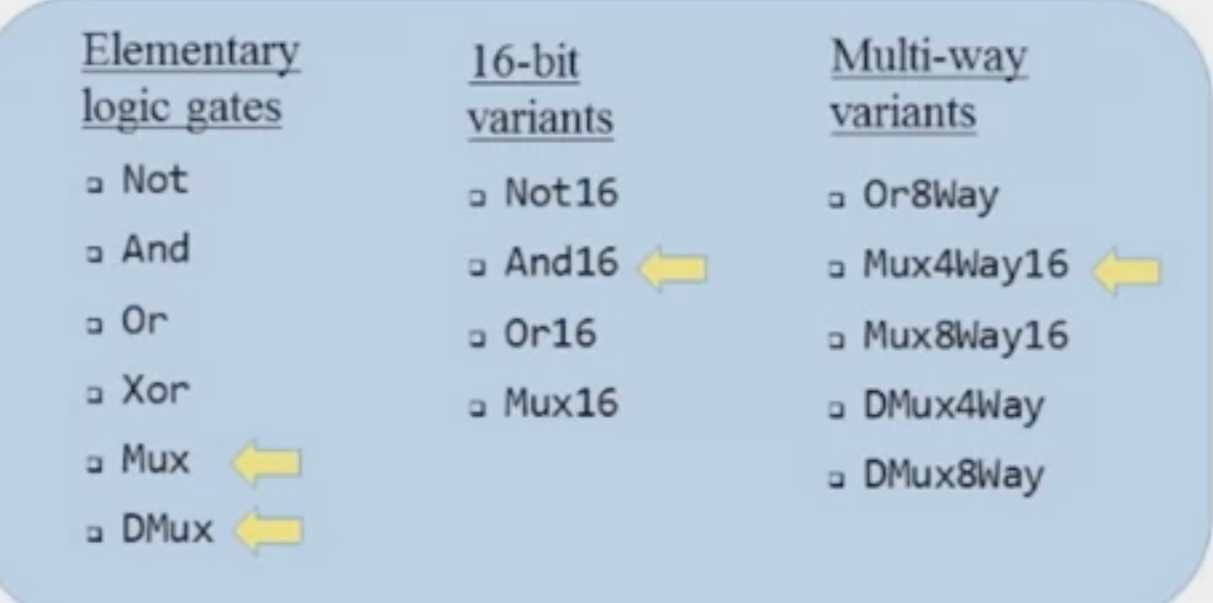 Elementary
logic gates
Not
And
Or
Xor
Mux
DMux
16-bit
variants
Not16
And16
Or16
Mux16
Multi-way
variants
Or8Way
Mux4Way16
Mux8Way16
DMux4Way
DMux8Way